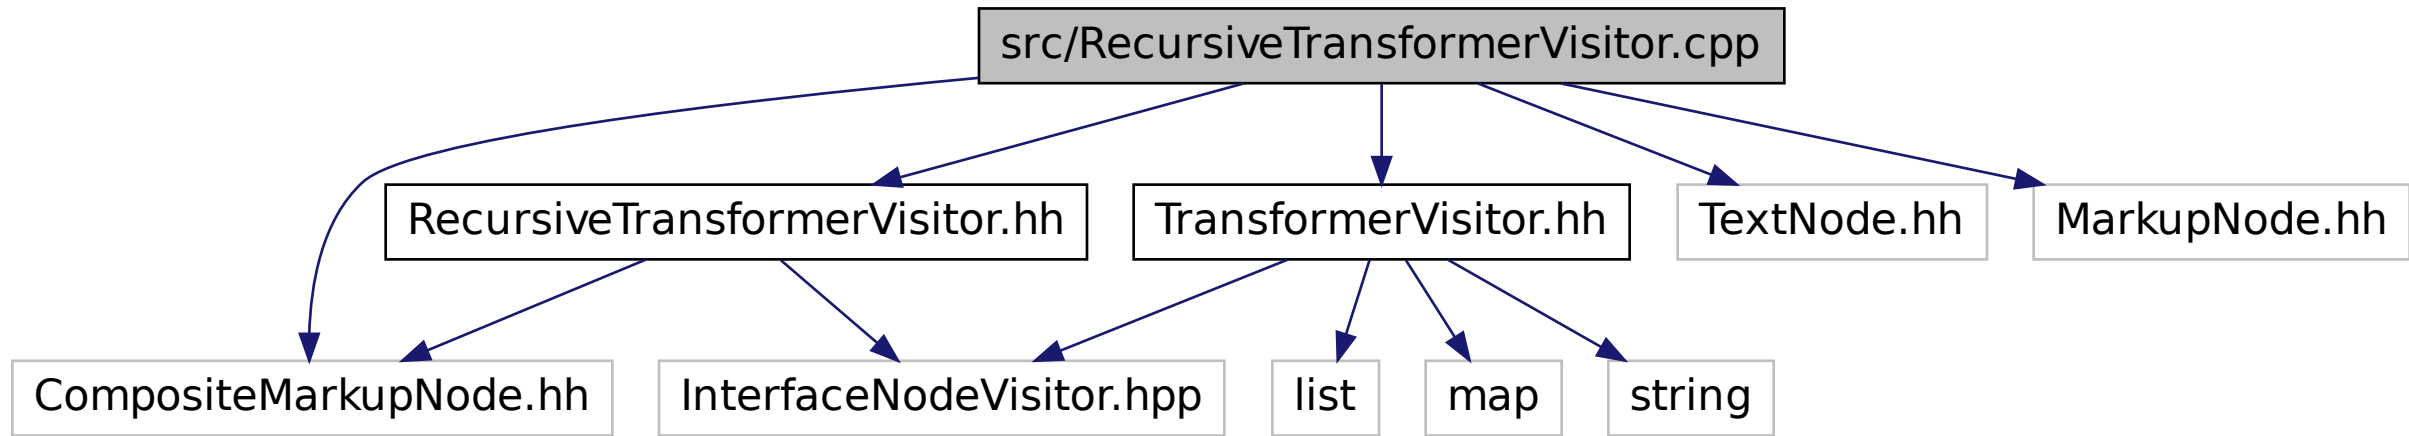 src/RecursiveTransformerVisitor.cpp
RecursiveTransformerVisitor.hh
TransformerVisitor.hh
TextNode.hh
MarkupNode.hh
CompositeMarkupNode.hh
InterfaceNodeVisitor.hpp
list
map
string